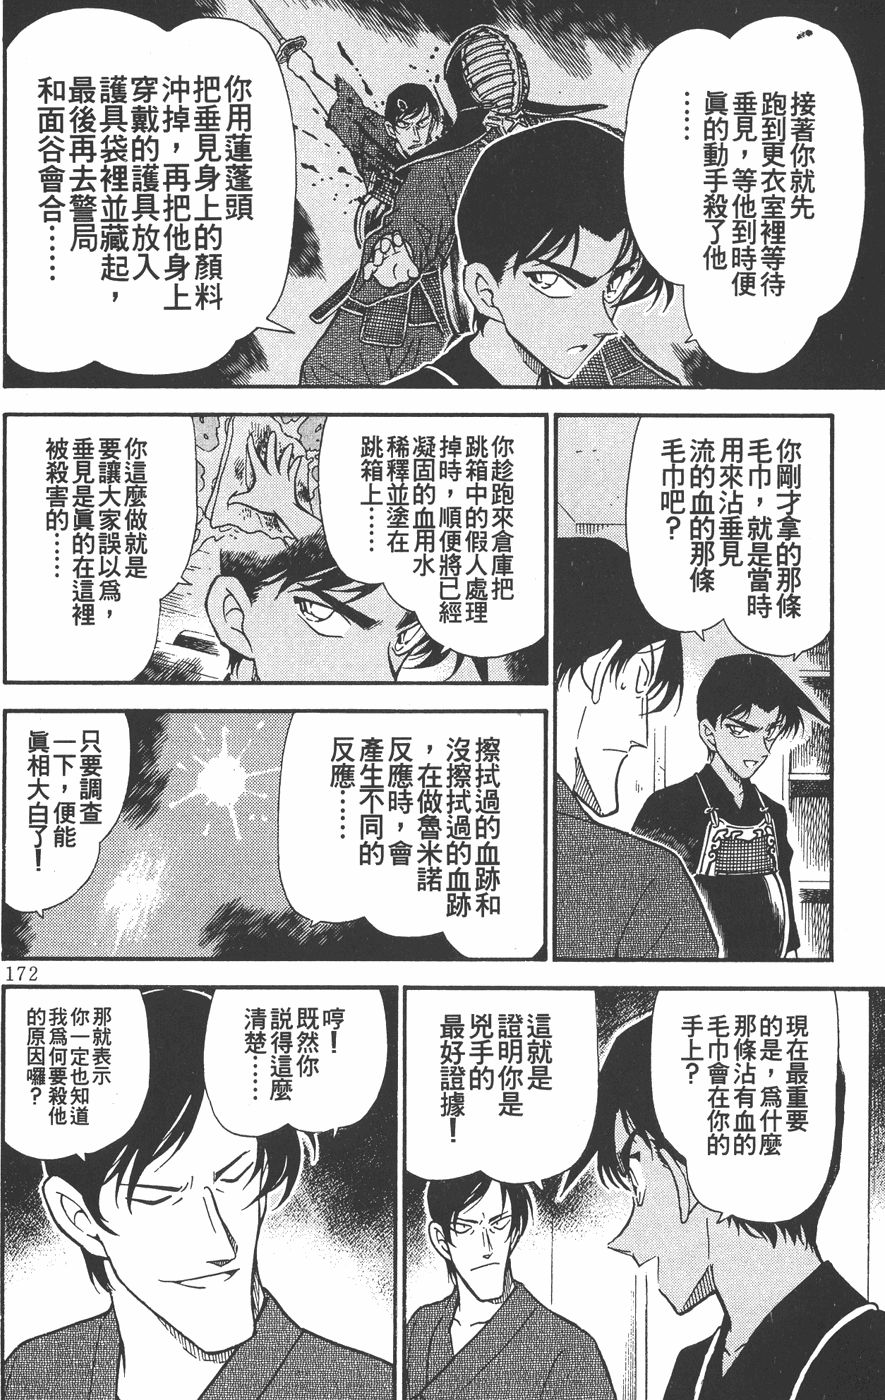 接著你就先
跑到更衣室裡等待
垂見，等他到時便
眞的動手殺了他
……
你用蓮蓬頭
把垂見身上的顏料
沖掉，再把他身上
穿戴的護具放入
護具袋裡並藏起，
最後再去警局
和面谷會合……
你剛才拿的那條
毛巾，就是當時
用來沾垂見
流的血的那條
毛巾吧？
你趁跑來倉庫把
跳箱中的假人處理
掉時，順便將已經
凝固的血用水
稀釋並塗在
跳箱上……
你這麼做就是
要讓大家誤以爲，
垂見是眞的在這裡
被殺害的……
擦拭過的血跡和
沒擦拭過的血跡
，在做魯米諾
反應時，會
產生不同的
反應……
只要調查
一下，便能
眞相大白了！
172
現在最重要
的是，爲什麼
那條沾有血的
毛巾會在你的
手上？
這就是
證明你是
兇手的
最好證據！
哼！
既然你
說得這麼
清楚……
那就表示
你一定也知道
我爲何要殺他
的原因囉？